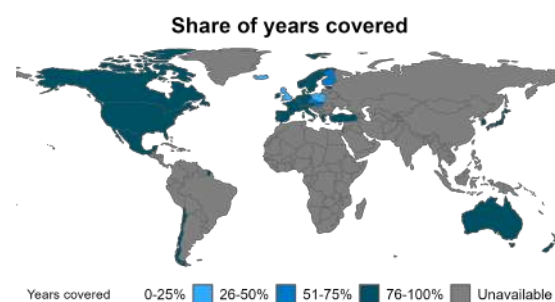 Share of years covered
Years covered 0-25% 26-50% 51-75% 76-100% Unavailable